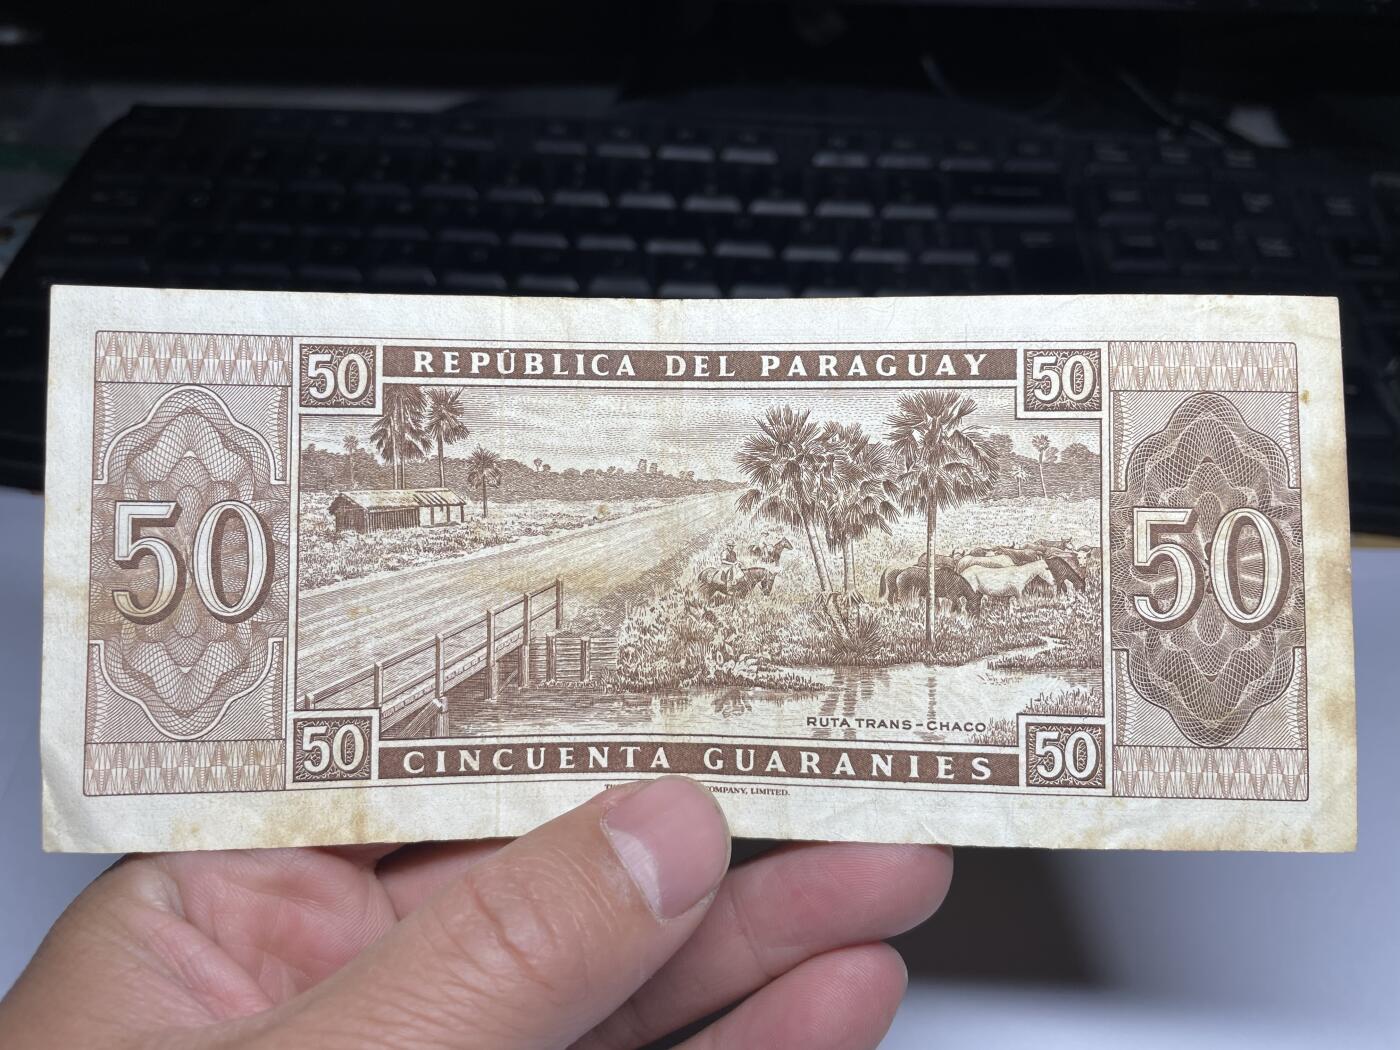 50 REPÚBLICA DEL PARAGUAY 50
50 50
RUTA TRANS-CHACO
50 CINCUENTA GUARANIES 50
COMPANY, LIMITED.